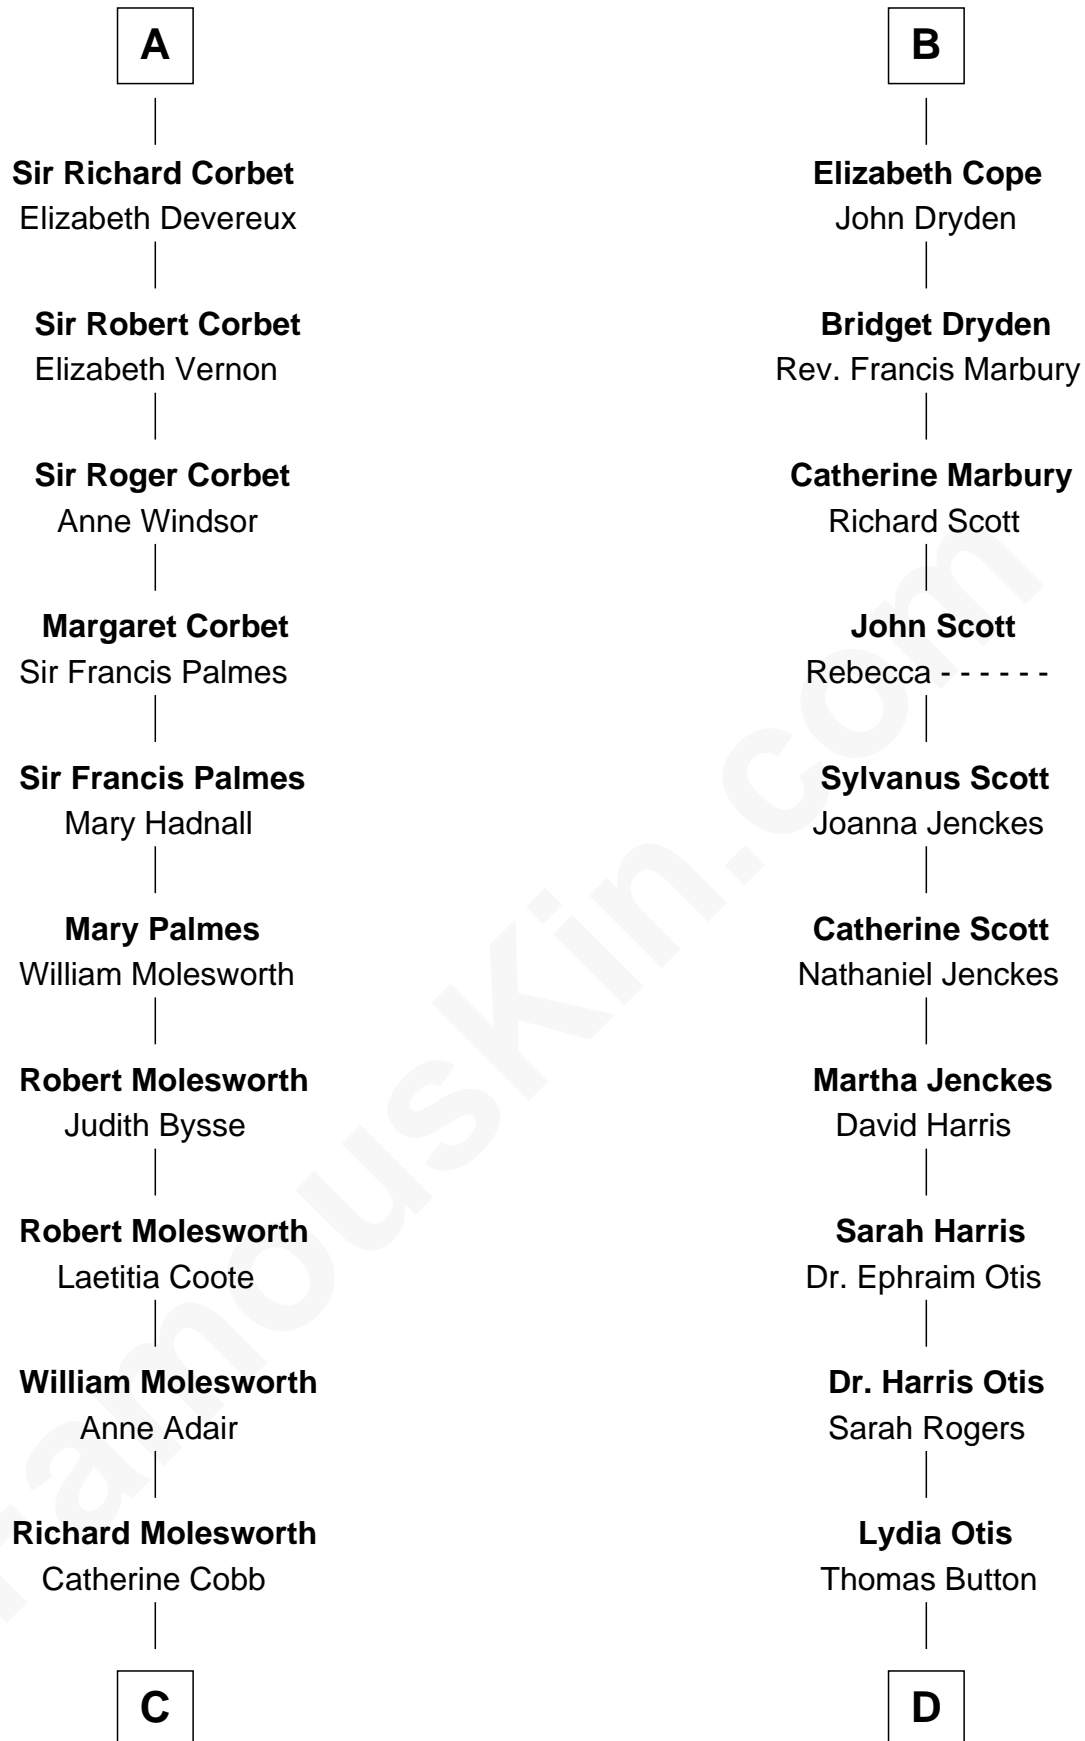 A
Sir Richard Corbet
Elizabeth Devereux
Sir Robert Corbet
Elizabeth Vernon
Sir Roger Corbet
Anne Windsor
Margaret Corbet
Sir Francis Palmes
Sir Francis Palmes
Mary Hadnall
Mary Palmes
William Molesworth
Robert Molesworth
Judith Bysse
Robert Molesworth
Laetitia Coote
William Molesworth
Anne Adair
Richard Molesworth
Catherine Cobb
C
B
Elizabeth Cope
John Dryden
Bridget Dryden
Rev. Francis Marbury
Catherine Marbury
Richard Scott
John Scott
Rebecca - - - - - -
Sylvanus Scott
Joanna Jenckes
Catherine Scott
Nathaniel Jenckes
Martha Jenckes
David Harris
Sarah Harris
Dr. Ephraim Otis
Dr. Harris Otis
Sarah Rogers
Lydia Otis
Thomas Button
D
FamousKin.com